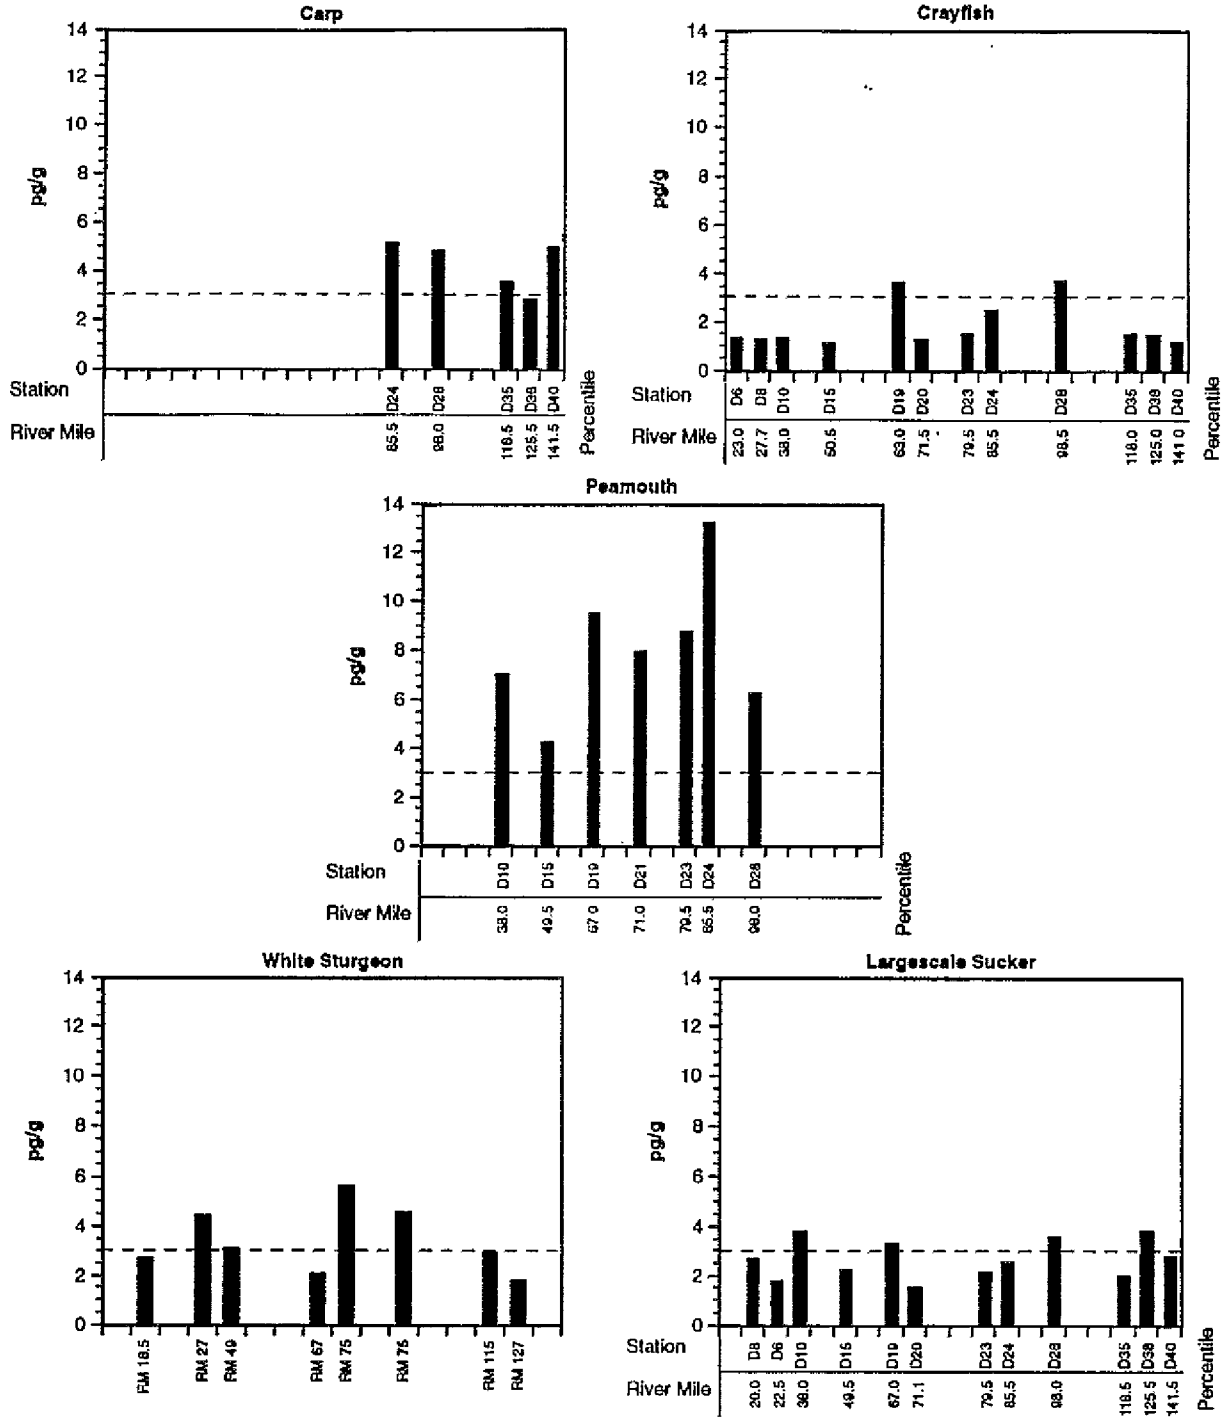 Carp
14
12
10
8
6
4
2
0
pg/g
Station D24 D28 D35 D38 D40
River Mile 85.5 98.0 118.5 125.5 141.5
Percentile
Crayfish
14
12
10
8
6
4
2
0
pg/g
Station D6 D8 D10 D15 D19 D20 D23 D24 D28 D35 D38 D40
River Mile 23.0 27.7 38.0 50.5 63.0 71.5 79.5 85.5 98.5 118.0 125.0 141.0
Percentile
Peamouth
14
12
10
8
6
4
2
0
pg/g
Station D10 D15 D19 D21 D23 D24 D28
River Mile 38.0 49.5 67.0 71.0 79.5 85.5 98.0
Percentile
White Sturgeon
14
12
10
8
6
4
2
0
pg/g
RM 18.5 RM 27 RM 49 RM 67 RM 75 RM 75 RM 115 RM 127
Largescale Sucker
14
12
10
8
6
4
2
0
pg/g
Station D8 D6 D10 D15 D19 D20 D23 D24 D28 D35 D38 D40
River Mile 20.0 22.5 38.0 49.5 67.0 71.1 79.5 85.5 98.0 118.5 125.5 141.5
Percentile